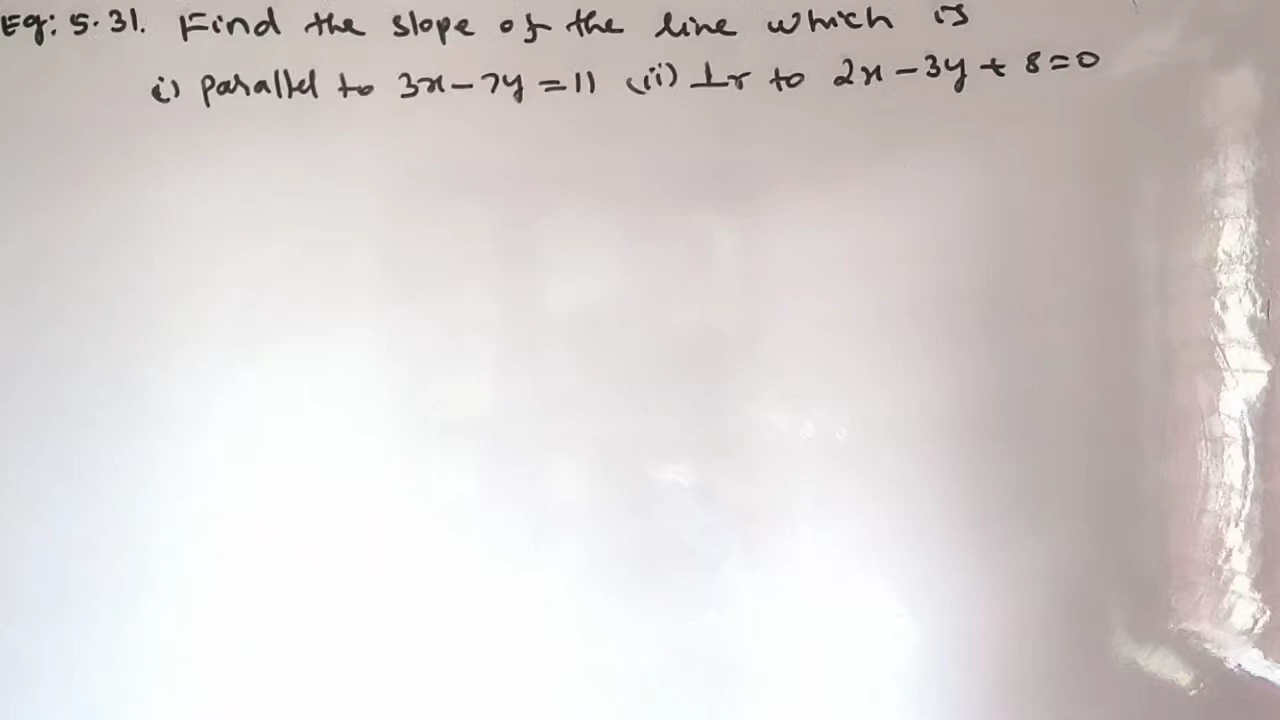 Eg: 5.31. Find the slope of the line which is
i) parallel to 3x-7y=11 (ii) ⊥r to 2x-3y+8=0